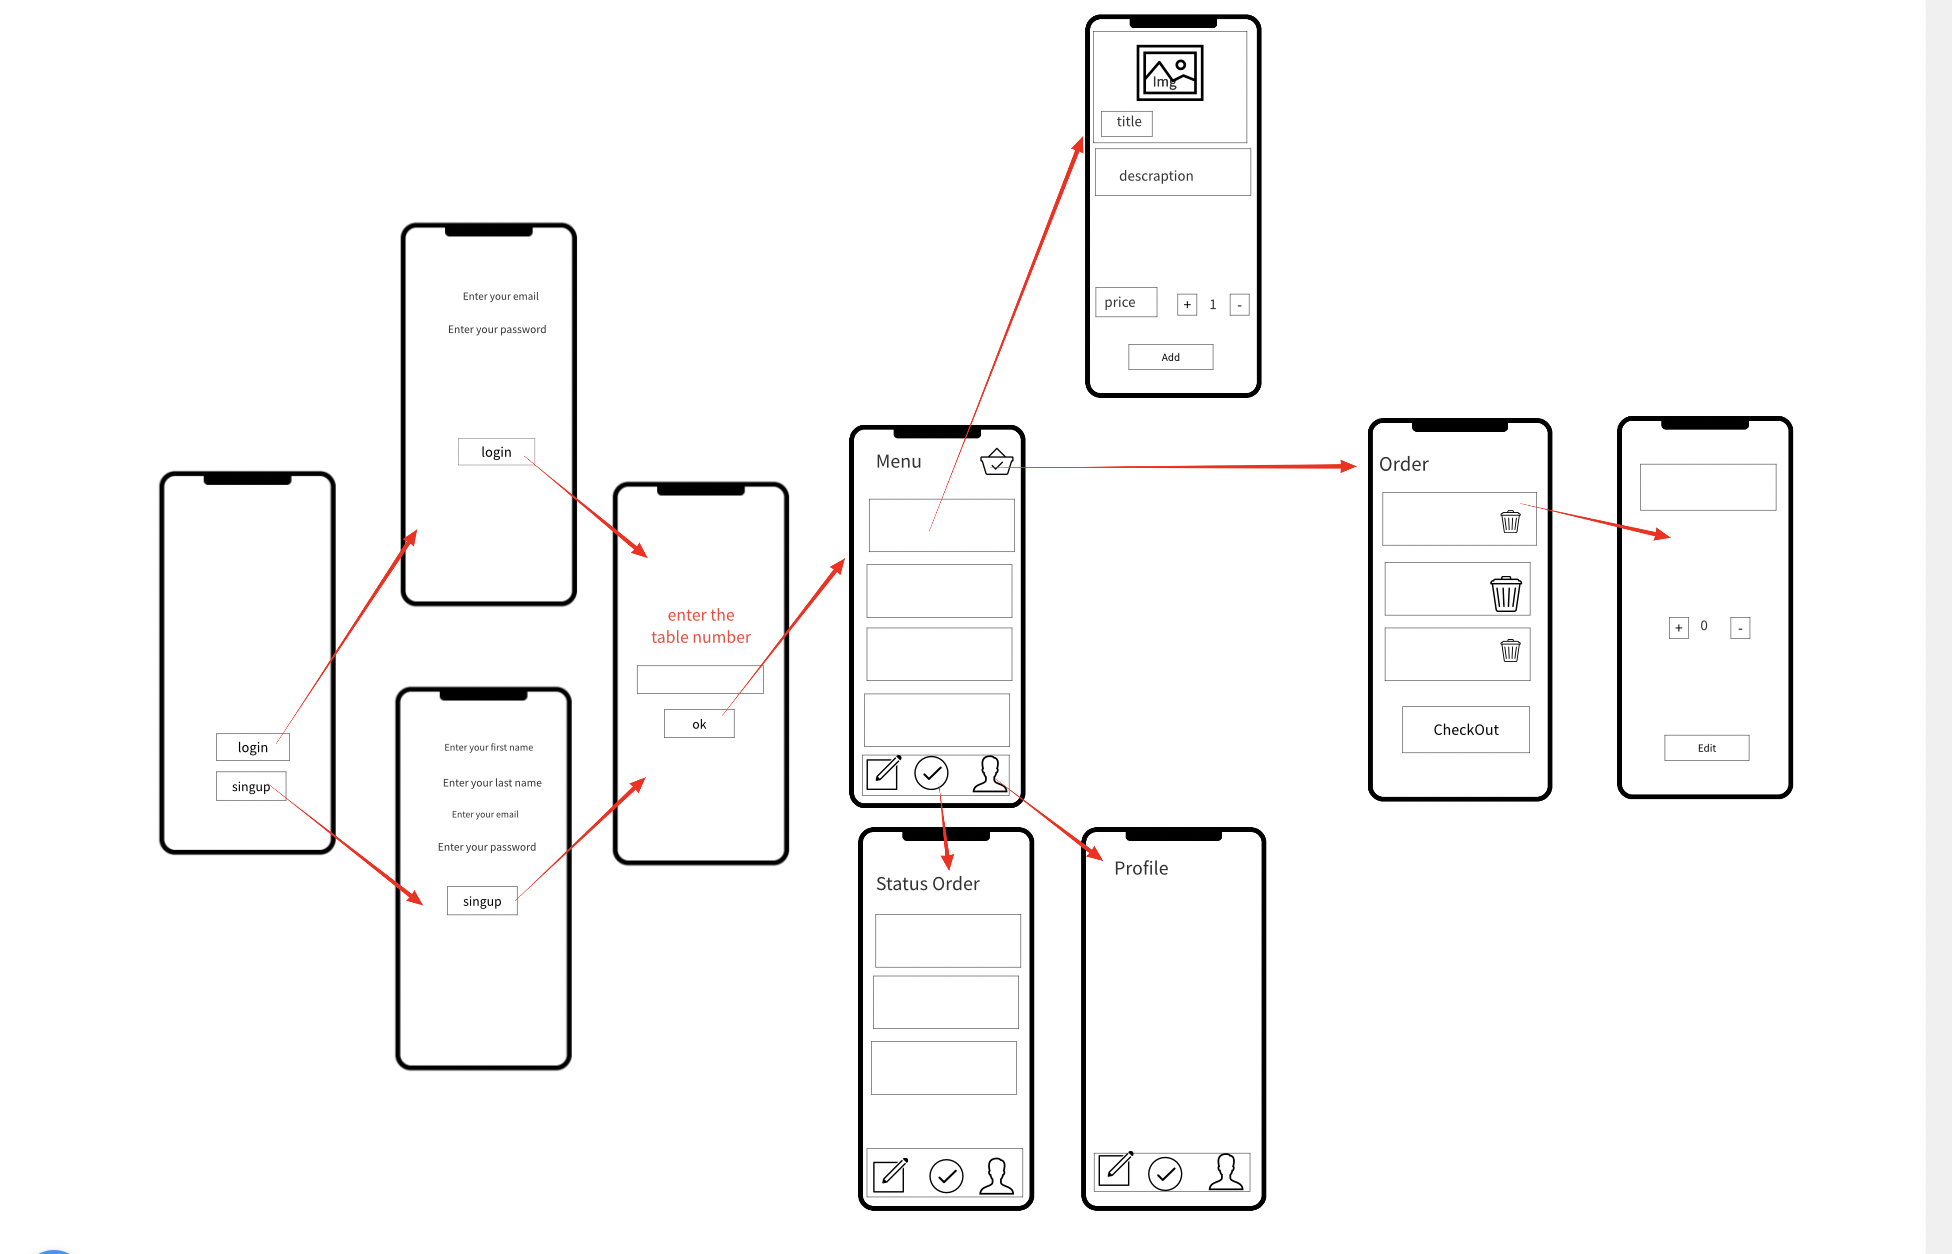 login
singup
Enter your email
Enter your password
login
Enter your first name
Enter your last name
Enter your email
Enter your password
singup
enter the
table number
ok
Menu
Img
title
descraption
price
+ 1 -
Add
Status Order
Profile
Order
CheckOut
+ 0 -
Edit